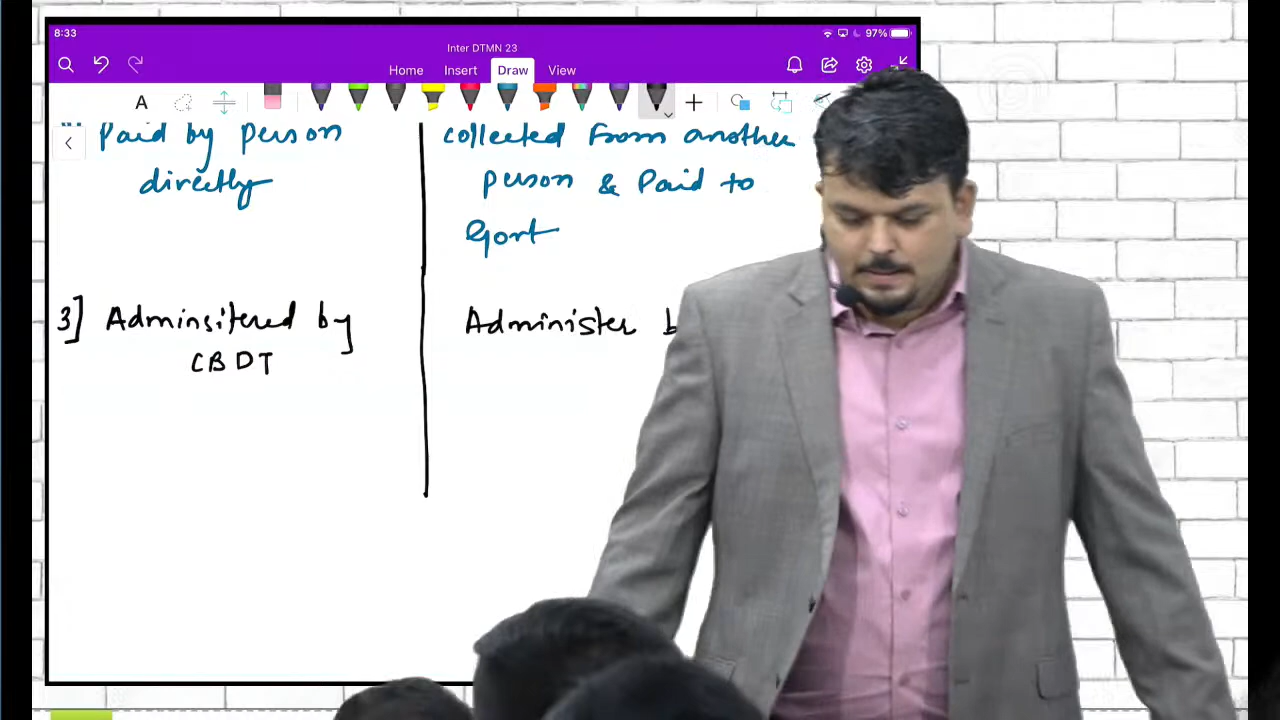 8:33
97%
Inter DTMN 23
Home Insert Draw View
A
Paid by person
directly
collected From another
person & Paid to
Govt
3] Adminsitered by
CBDT
Administer b